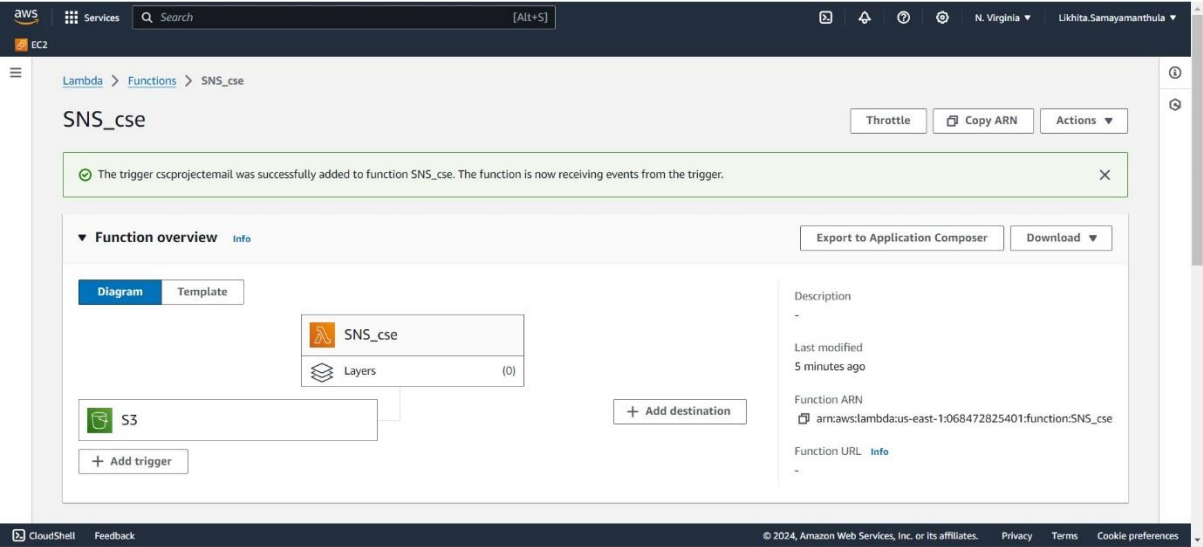 aws Services Search [Alt+S] N. Virginia ▼ Likhita.Samayamanthula ▼
EC2
Lambda > Functions > SNS_cse
SNS_cse Throttle Copy ARN Actions ▼
The trigger cscprojectemail was successfully added to function SNS_cse. The function is now receiving events from the trigger.
▼ Function overview Info Export to Application Composer Download ▼
Diagram Template
Description
-
SNS_cse
Last modified
Layers (0)
5 minutes ago
Function ARN
S3
+ Add destination
arn:aws:lambda:us-east-1:068472825401:function:SNS_cse
+ Add trigger
Function URL Info
-
CloudShell Feedback © 2024, Amazon Web Services, Inc. or its affiliates. Privacy Terms Cookie preferences